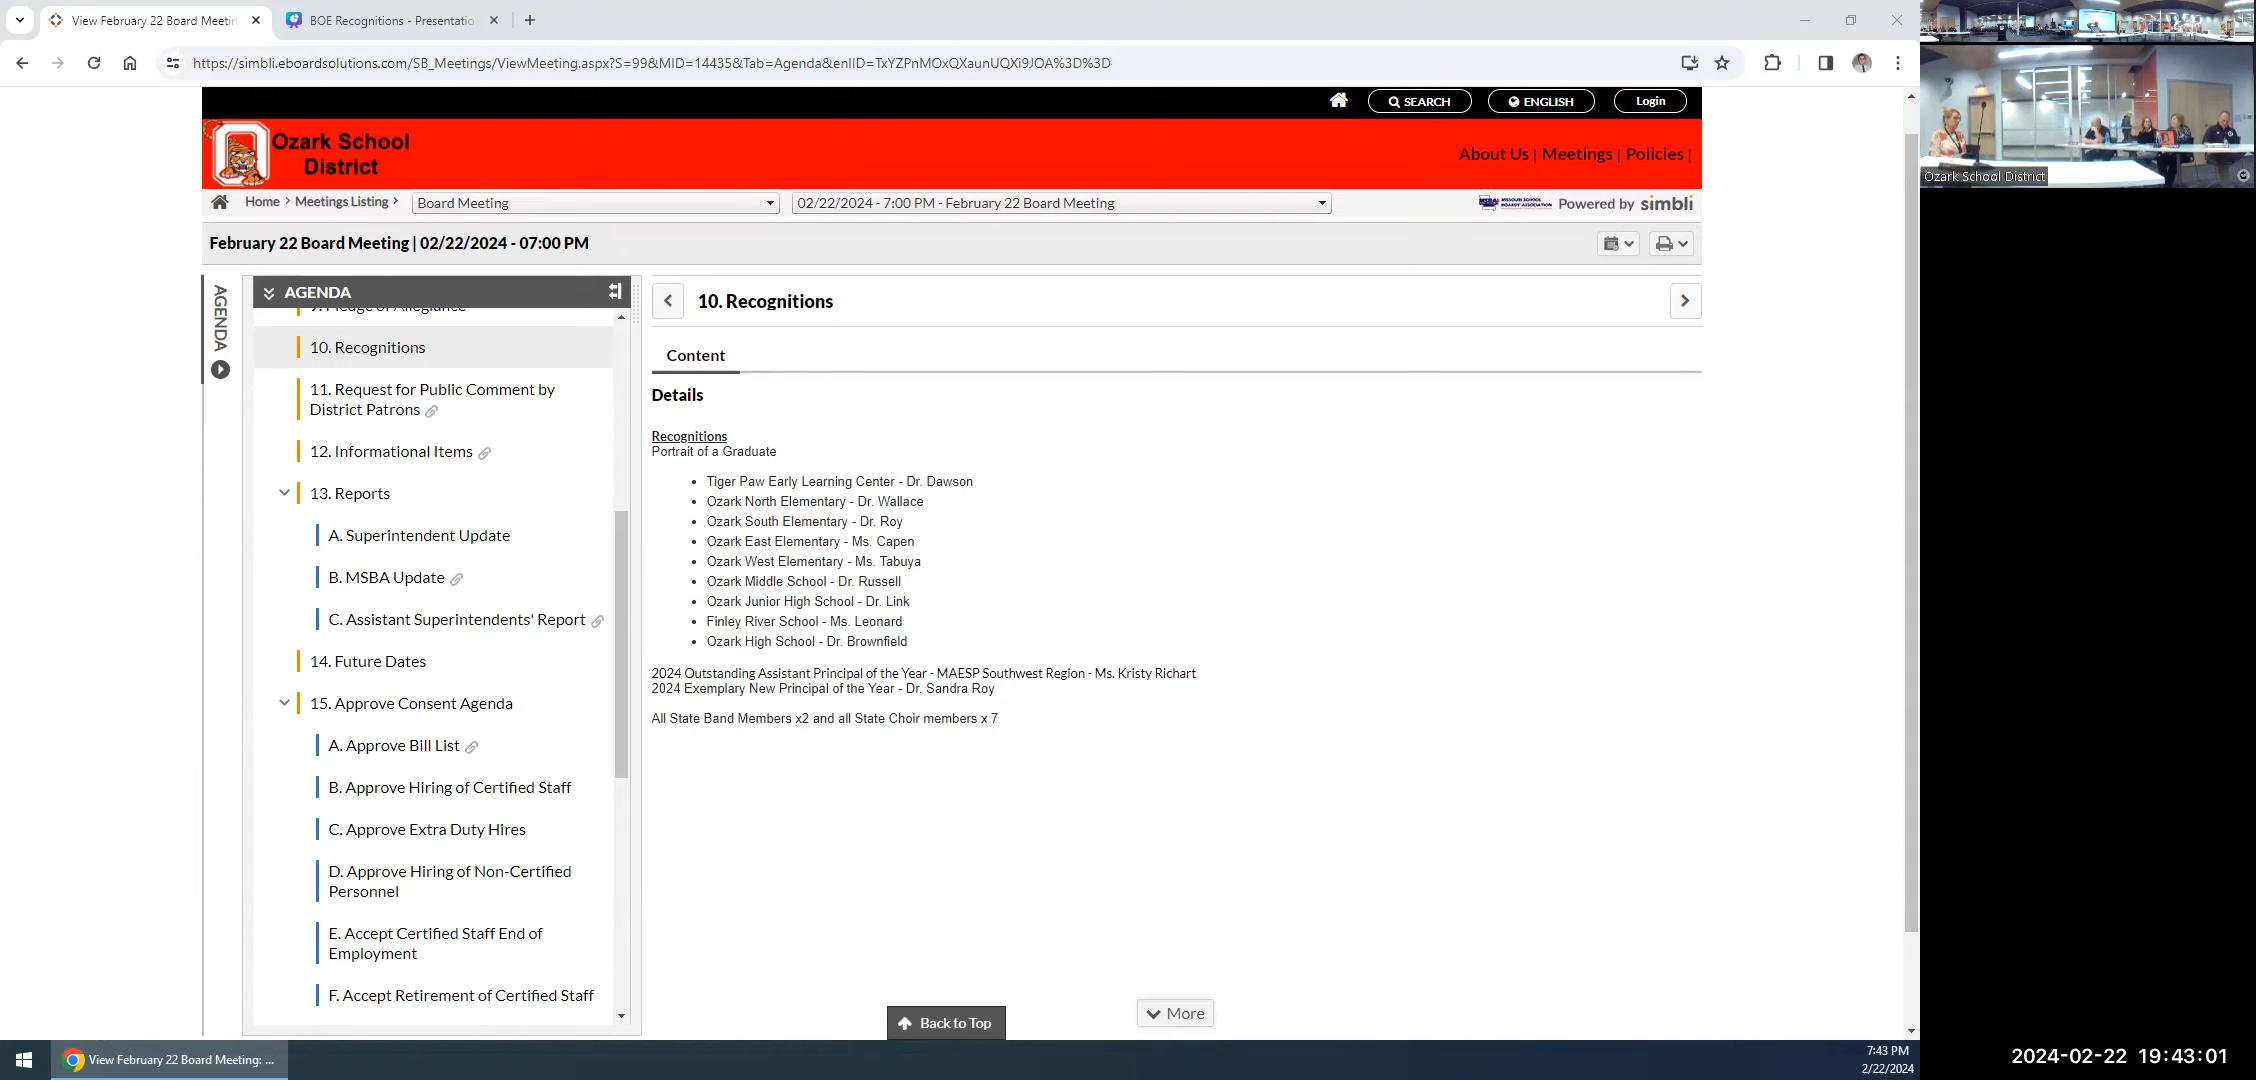 View February 22 Board Meetin
BOE Recognitions - Presentatio
https://simbli.eboardsolutions.com/SB_Meetings/ViewMeeting.aspx?S=99&MID=14435&Tab=Agenda&enIID=TxYZPnMOxQXaunUQXi9JOA%3D%3D
SEARCH
ENGLISH
Login
Ozark School
District
About Us | Meetings | Policies |
Home > Meetings Listing >
Board Meeting
02/22/2024 - 7:00 PM - February 22 Board Meeting
Powered by simbli
February 22 Board Meeting | 02/22/2024 - 07:00 PM
AGENDA
AGENDA
9. Pledge of Allegiance
10. Recognitions
11. Request for Public Comment by
District Patrons
12. Informational Items
13. Reports
A. Superintendent Update
B. MSBA Update
C. Assistant Superintendents' Report
14. Future Dates
15. Approve Consent Agenda
A. Approve Bill List
B. Approve Hiring of Certified Staff
C. Approve Extra Duty Hires
D. Approve Hiring of Non-Certified
Personnel
E. Accept Certified Staff End of
Employment
F. Accept Retirement of Certified Staff
10. Recognitions
Content
Details
Recognitions
Portrait of a Graduate
• Tiger Paw Early Learning Center - Dr. Dawson
• Ozark North Elementary - Dr. Wallace
• Ozark South Elementary - Dr. Roy
• Ozark East Elementary - Ms. Capen
• Ozark West Elementary - Ms. Tabuya
• Ozark Middle School - Dr. Russell
• Ozark Junior High School - Dr. Link
• Finley River School - Ms. Leonard
• Ozark High School - Dr. Brownfield
2024 Outstanding Assistant Principal of the Year - MAESP Southwest Region - Ms. Kristy Richart
2024 Exemplary New Principal of the Year - Dr. Sandra Roy
All State Band Members x2 and all State Choir members x 7
Back to Top
More
Ozark School District
View February 22 Board Meeting: ...
7:43 PM
2/22/2024
2024-02-22 19:43:01